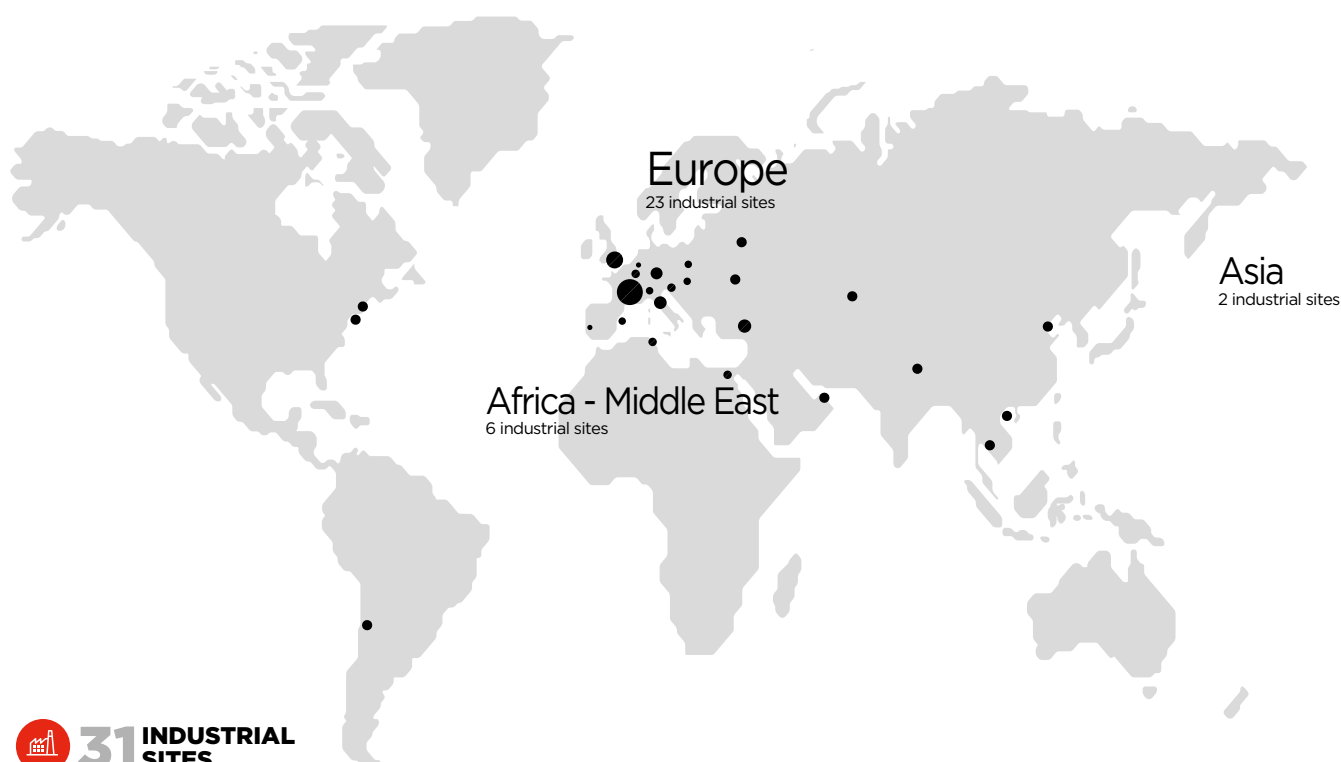 Europe
23 industrial sites
Asia
2 industrial sites
Africa - Middle East
6 industrial sites
31 INDUSTRIAL
SITES